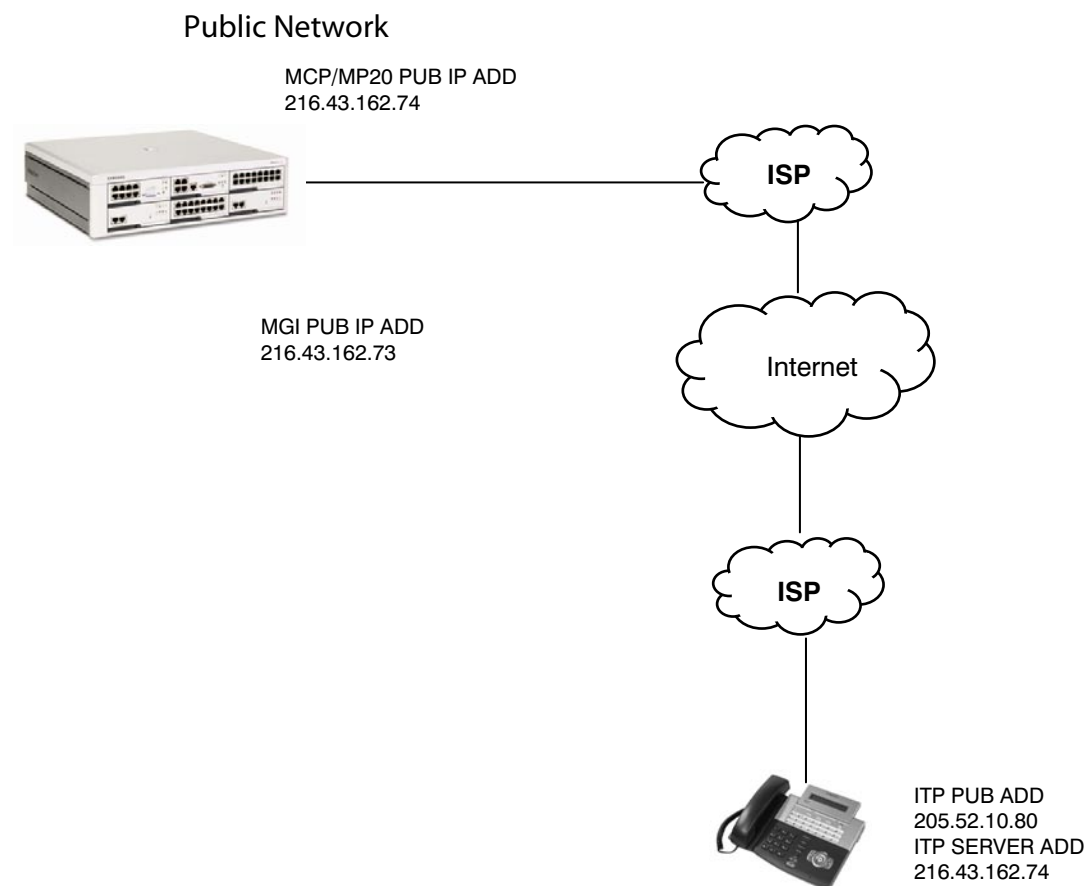 Public Network
MCP/MP20 PUB IP ADD
216.43.162.74
ISP
MGI PUB IP ADD
216.43.162.73
Internet
ISP
ITP PUB ADD
205.52.10.80
ITP SERVER ADD
216.43.162.74